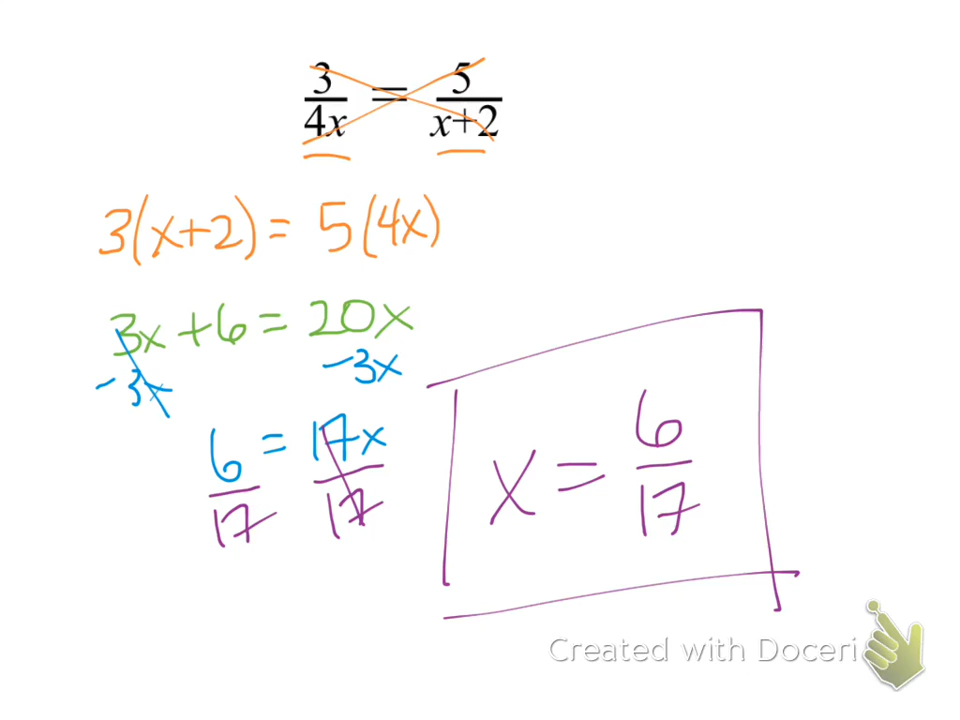 3/4x = 5/x+2
3(x+2) = 5(4x)
3x + 6 = 20x
-3x -3x
6 = 17x
17 17
x = 6/17
Created with Doceri